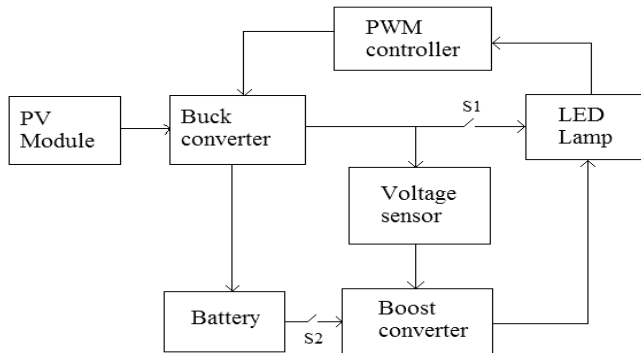 PWM
controller
PV
Module
Buck
converter
S1
LED
Lamp
Voltage
sensor
Battery
S2
Boost
converter